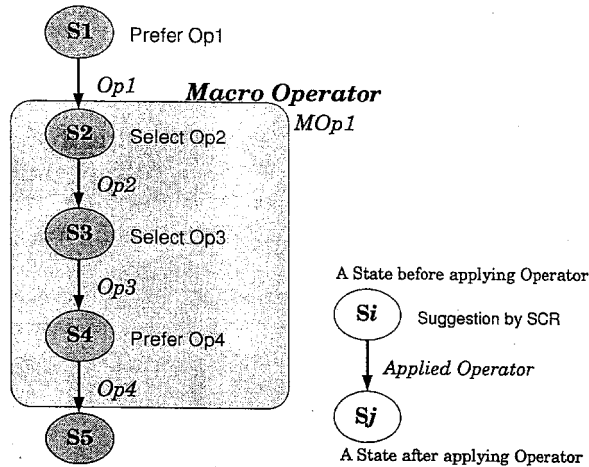 S1 Prefer Op1
Op1
Macro Operator
MOp1
S2 Select Op2
Op2
S3 Select Op3
Op3
S4 Prefer Op4
Op4
S5
A State before applying Operator
Si Suggestion by SCR
Applied Operator
Sj
A State after applying Operator